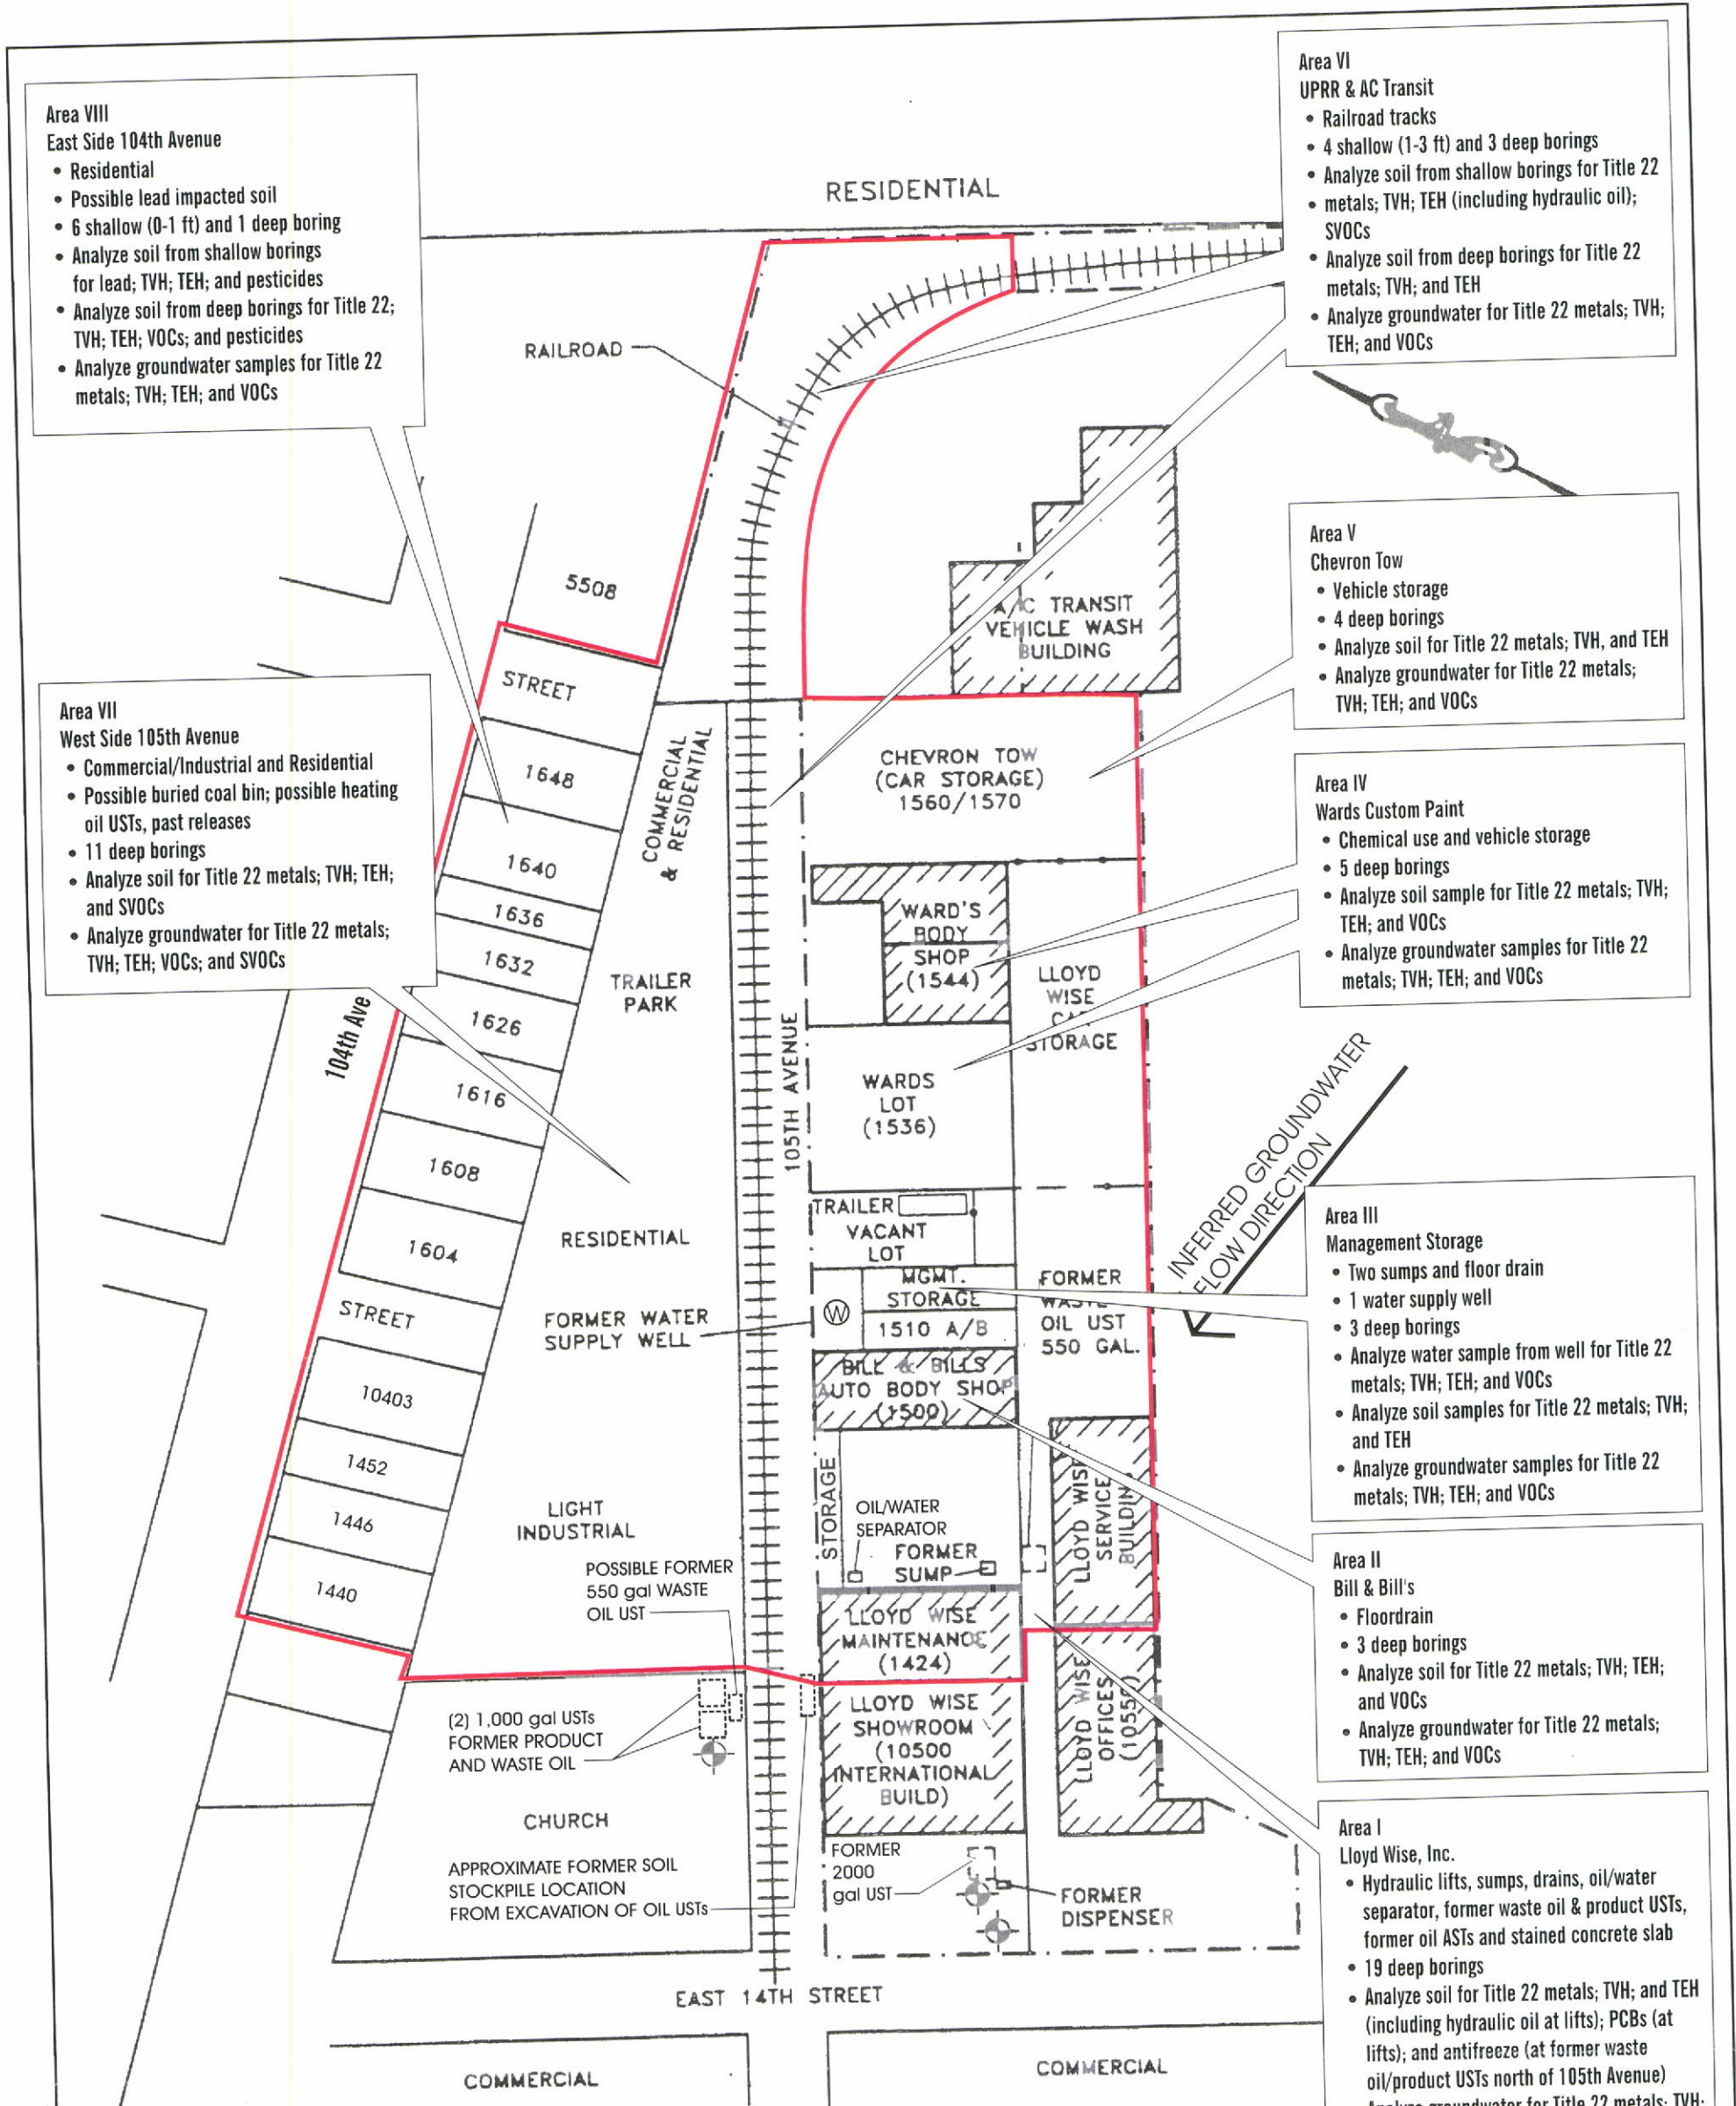 Area VIII
East Side 104th Avenue
• Residential
• Possible lead impacted soil
• 6 shallow (0-1 ft) and 1 deep boring
• Analyze soil from shallow borings
for lead; TVH; TEH; and pesticides
• Analyze soil from deep borings for Title 22;
TVH; TEH; VOCs; and pesticides
• Analyze groundwater samples for Title 22
metals; TVH; TEH; and VOCs
Area VI
UPRR & AC Transit
• Railroad tracks
• 4 shallow (1-3 ft) and 3 deep borings
• Analyze soil from shallow borings for Title 22
• metals; TVH; TEH (including hydraulic oil);
SVOCs
• Analyze soil from deep borings for Title 22
metals; TVH; and TEH
• Analyze groundwater for Title 22 metals; TVH;
TEH; and VOCs
RESIDENTIAL
RAILROAD
5508
A/C TRANSIT
VEHICLE WASH
BUILDING
Area V
Chevron Tow
• Vehicle storage
• 4 deep borings
• Analyze soil for Title 22 metals; TVH, and TEH
• Analyze groundwater for Title 22 metals;
TVH; TEH; and VOCs
Area VII
West Side 105th Avenue
• Commercial/Industrial and Residential
• Possible buried coal bin; possible heating
oil USTs, past releases
• 11 deep borings
• Analyze soil for Title 22 metals; TVH; TEH;
and SVOCs
• Analyze groundwater for Title 22 metals;
TVH; TEH; VOCs; and SVOCs
STREET
1648
1640
1636
1632
1626
1616
1608
1604
STREET
10403
1452
1446
1440
104th Ave
COMMERCIAL
& RESIDENTIAL
TRAILER
PARK
105TH AVENUE
CHEVRON TOW
(CAR STORAGE)
1560/1570
WARD'S
BODY
SHOP
(1544)
LLOYD
WISE
CAR
STORAGE
WARDS
LOT
(1536)
Area IV
Wards Custom Paint
• Chemical use and vehicle storage
• 5 deep borings
• Analyze soil sample for Title 22 metals; TVH;
TEH; and VOCs
• Analyze groundwater samples for Title 22
metals; TVH; TEH; and VOCs
INFERRED GROUNDWATER
FLOW DIRECTION
TRAILER
VACANT
LOT
RESIDENTIAL
MGMT.
STORAGE
1510 A/B
W
FORMER WATER
SUPPLY WELL
FORMER
WASTE
OIL UST
550 GAL.
Area III
Management Storage
• Two sumps and floor drain
• 1 water supply well
• 3 deep borings
• Analyze water sample from well for Title 22
metals; TVH; TEH; and VOCs
• Analyze soil samples for Title 22 metals; TVH;
and TEH
• Analyze groundwater samples for Title 22
metals; TVH; TEH; and VOCs
BILL & BILLS
AUTO BODY SHOP
(1500)
STORAGE
OIL/WATER
SEPARATOR
FORMER
SUMP
LLOYD WISE
SERVICE
BUILDING
LIGHT
INDUSTRIAL
POSSIBLE FORMER
550 gal WASTE
OIL UST
LLOYD WISE
MAINTENANCE
(1424)
Area II
Bill & Bill's
• Floordrain
• 3 deep borings
• Analyze soil for Title 22 metals; TVH; TEH;
and VOCs
• Analyze groundwater for Title 22 metals;
TVH; TEH; and VOCs
(2) 1,000 gal USTs
FORMER PRODUCT
AND WASTE OIL
LLOYD WISE
SHOWROOM
(10500
INTERNATIONAL
BUILD)
LLOYD WISE
OFFICES
(10550)
CHURCH
APPROXIMATE FORMER SOIL
STOCKPILE LOCATION
FROM EXCAVATION OF OIL USTs
FORMER
2000
gal UST
FORMER
DISPENSER
Area I
Lloyd Wise, Inc.
• Hydraulic lifts, sumps, drains, oil/water
separator, former waste oil & product USTs,
former oil ASTs and stained concrete slab
• 19 deep borings
• Analyze soil for Title 22 metals; TVH; and TEH
(including hydraulic oil at lifts); PCBs (at
lifts); and antifreeze (at former waste
oil/product USTs north of 105th Avenue)
• Analyze groundwater for Title 22 metals; TVH;
EAST 14TH STREET
COMMERCIAL
COMMERCIAL